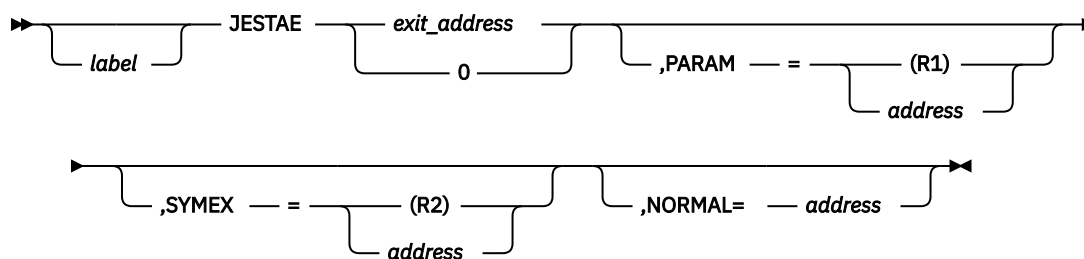 JESTAE exit_address
label 0 ,PARAM = (R1)
address
,SYMEX = (R2) ,NORMAL= address
address